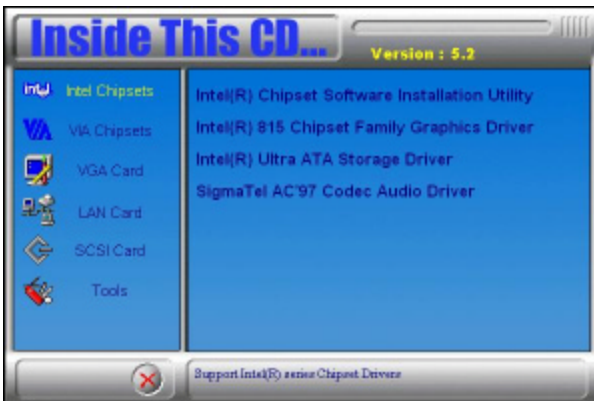 Inside This CD...
Version : 5.2
intel
Intel Chipsets
VIA
VIA Chipsets
VGA Card
LAN Card
SCSI Card
Tools
Intel(R) Chipset Software Installation Utility
Intel(R) 815 Chipset Family Graphics Driver
Intel(R) Ultra ATA Storage Driver
SigmaTel AC'97 Codec Audio Driver
Support Intel(R) series Chipset Drivers